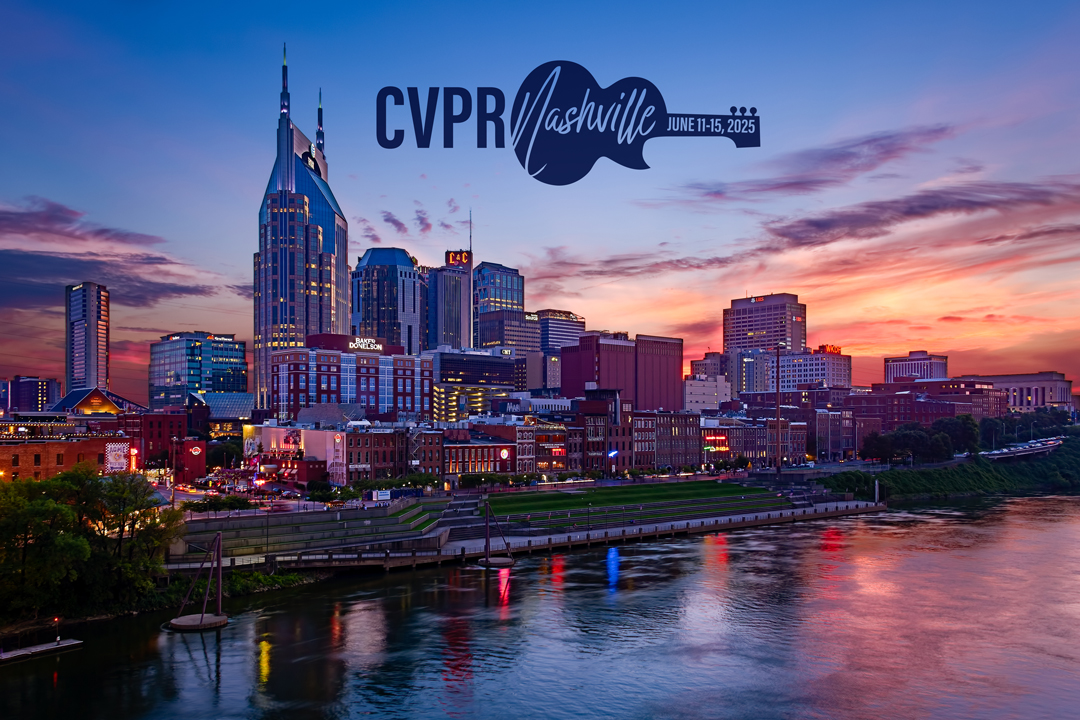 CVPR Nashville JUNE 11-15, 2025
L&C
BAKER
DONELSON